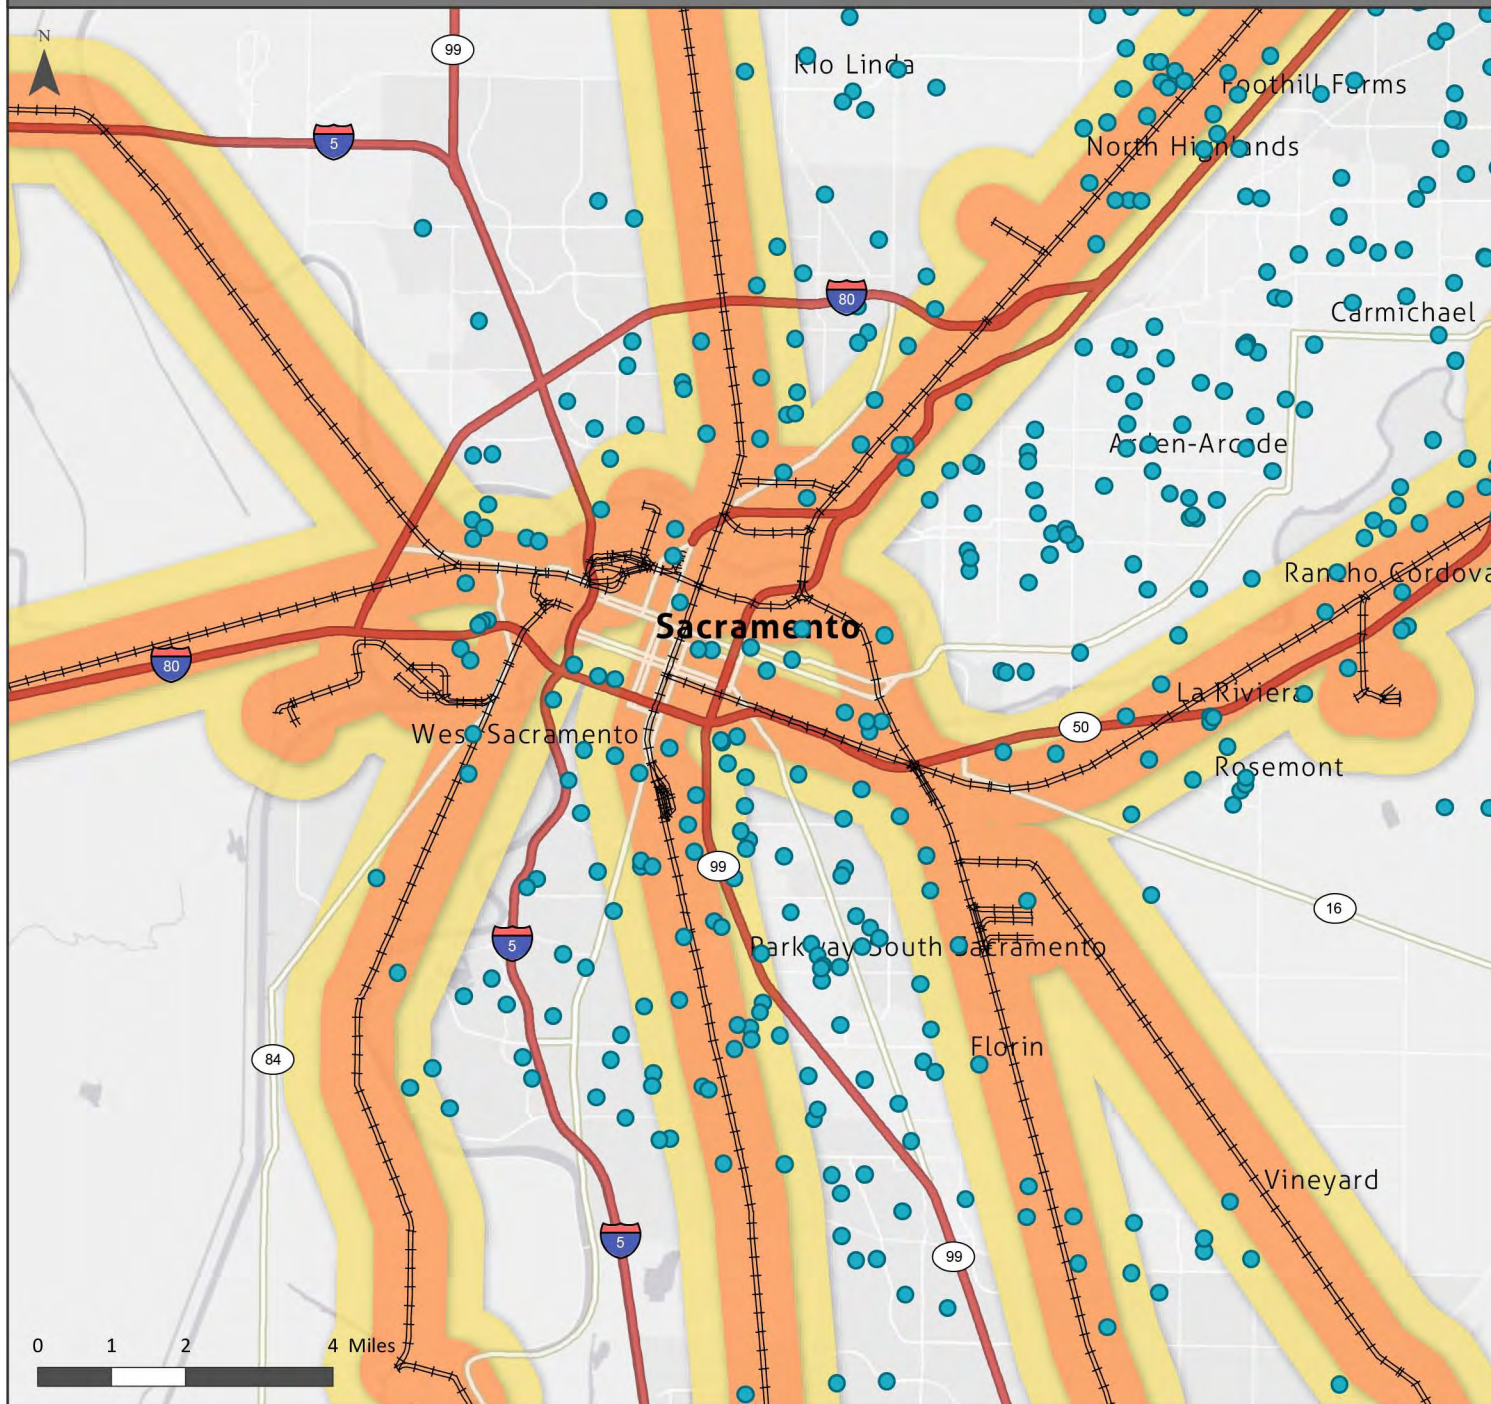 N
99
Rio Linda
Foothill Farms
5
North Highlands
80
Carmichael
Arden-Arcade
Rancho Cordova
Sacramento
80
La Riviera
50
West Sacramento
Rosemont
99
16
5
Parkway-South Sacramento
Florin
84
Vineyard
5
99
0 1 2 4 Miles